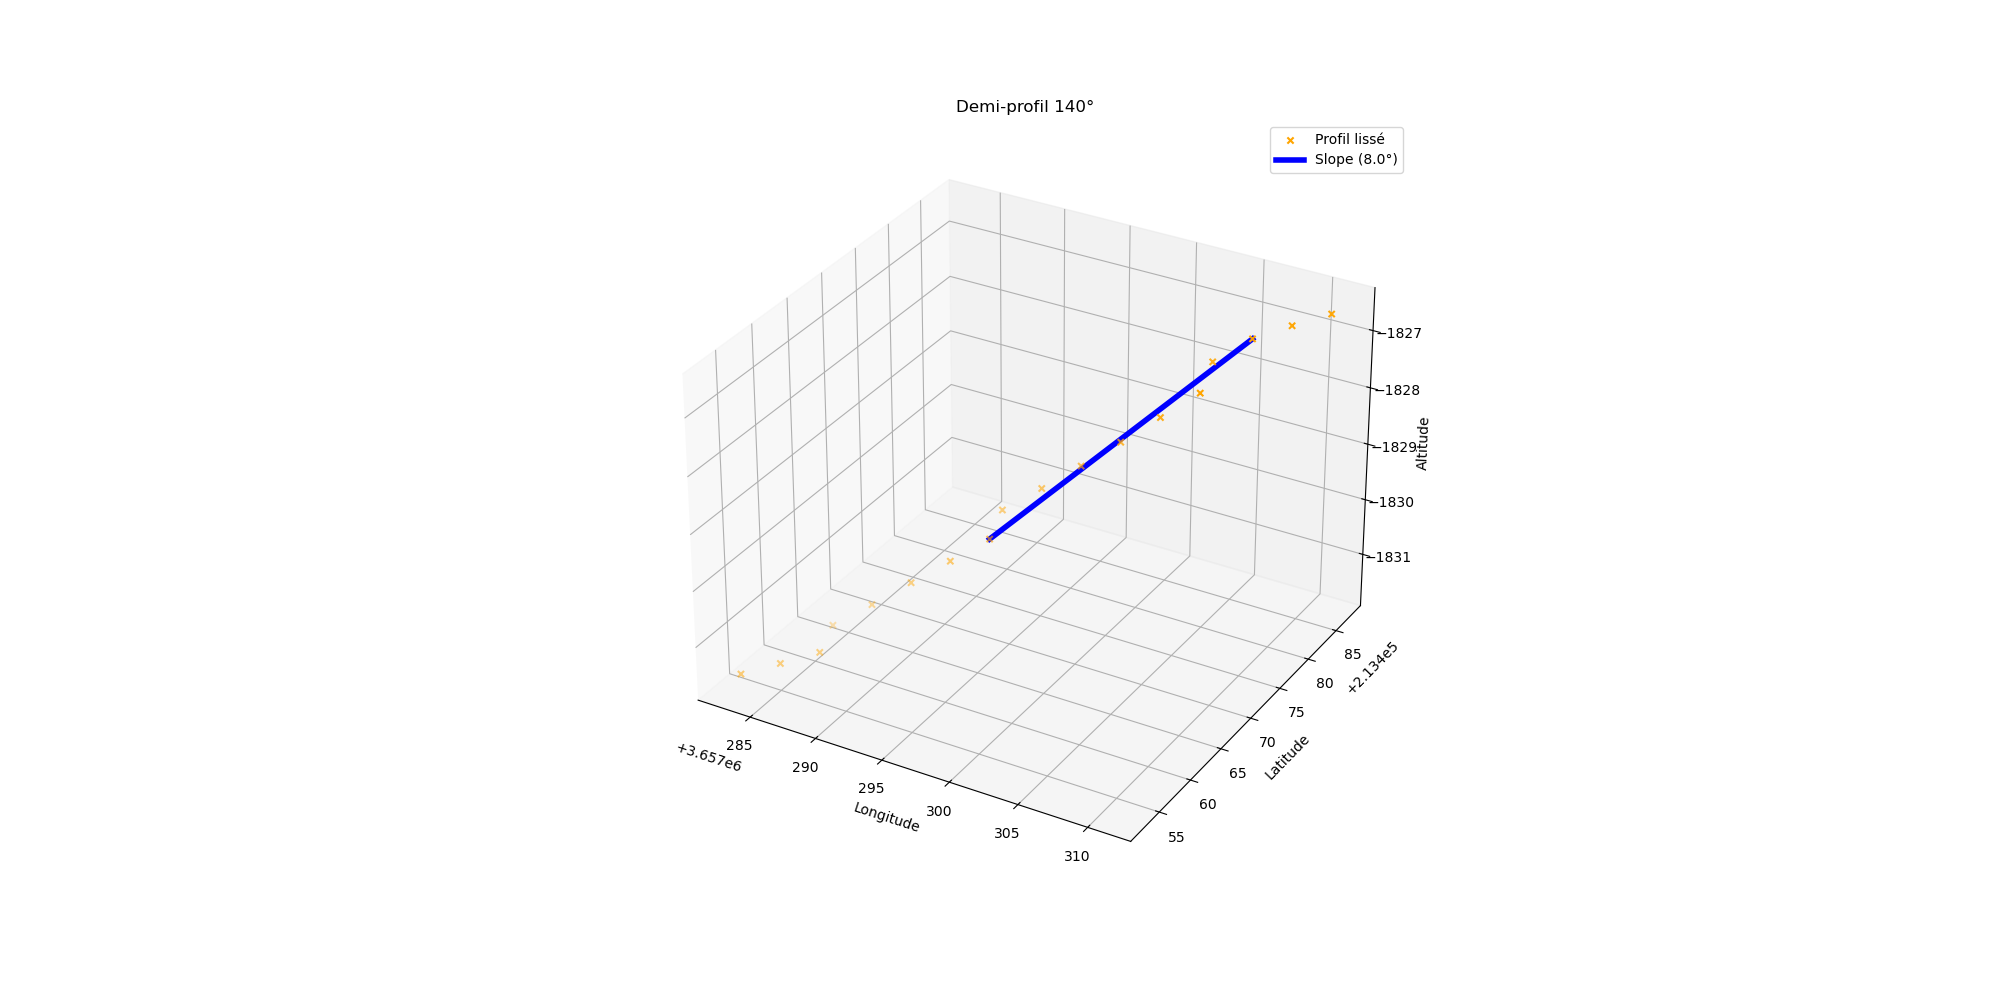 Demi-profil 140°
Profil lissé
Slope (8.0°)
−1827
−1828
−1829
−1830
−1831
Altitude
85
80
75
70
65
60
55
+2.134e5
Latitude
285
290
295
300
305
310
+3.657e6
Longitude